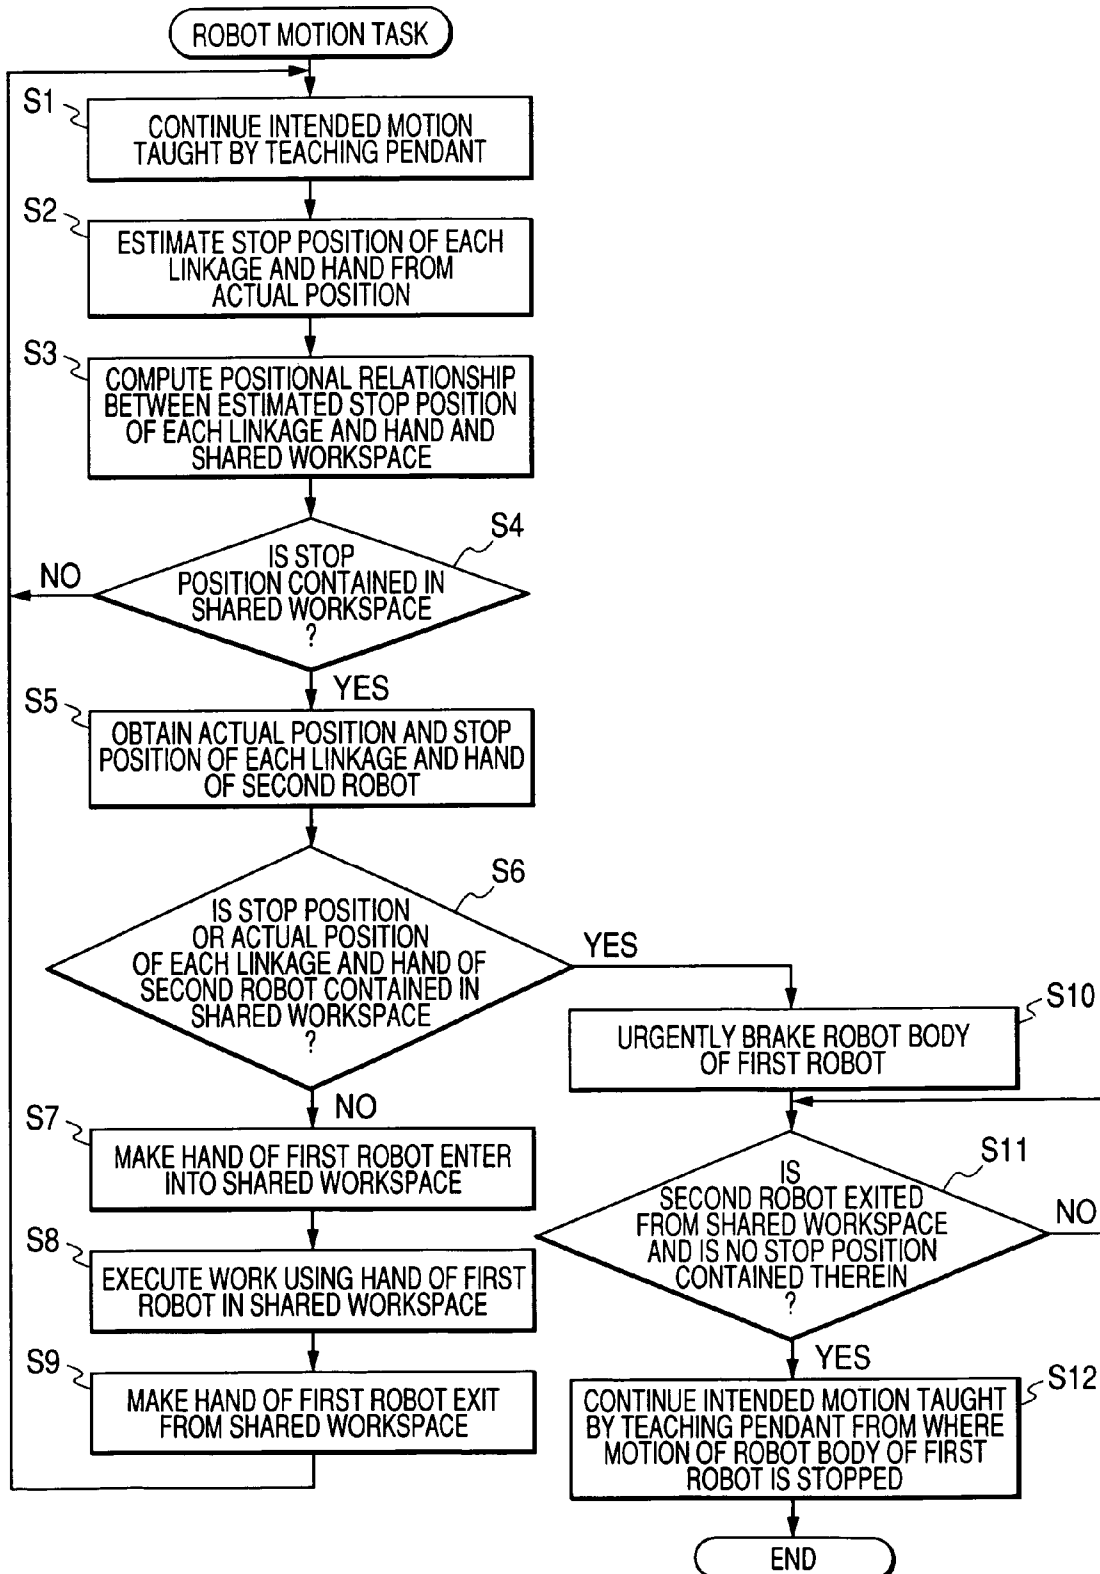 ROBOT MOTION TASK
S1
CONTINUE INTENDED MOTION
TAUGHT BY TEACHING PENDANT
S2
ESTIMATE STOP POSITION OF EACH
LINKAGE AND HAND FROM
ACTUAL POSITION
S3
COMPUTE POSITIONAL RELATIONSHIP
BETWEEN ESTIMATED STOP POSITION
OF EACH LINKAGE AND HAND AND
SHARED WORKSPACE
S4
IS STOP
POSITION CONTAINED IN
SHARED WORKSPACE
?
NO
YES
S5
OBTAIN ACTUAL POSITION AND STOP
POSITION OF EACH LINKAGE AND HAND
OF SECOND ROBOT
S6
IS STOP POSITION
OR ACTUAL POSITION
OF EACH LINKAGE AND HAND OF
SECOND ROBOT CONTAINED IN
SHARED WORKSPACE
?
YES
NO
S7
MAKE HAND OF FIRST ROBOT ENTER
INTO SHARED WORKSPACE
S8
EXECUTE WORK USING HAND OF FIRST
ROBOT IN SHARED WORKSPACE
S9
MAKE HAND OF FIRST ROBOT EXIT
FROM SHARED WORKSPACE
S10
URGENTLY BRAKE ROBOT BODY
OF FIRST ROBOT
S11
IS
SECOND ROBOT EXITED
FROM SHARED WORKSPACE
AND IS NO STOP POSITION
CONTAINED THEREIN
?
NO
YES
S12
CONTINUE INTENDED MOTION TAUGHT
BY TEACHING PENDANT FROM WHERE
MOTION OF ROBOT BODY OF FIRST
ROBOT IS STOPPED
END